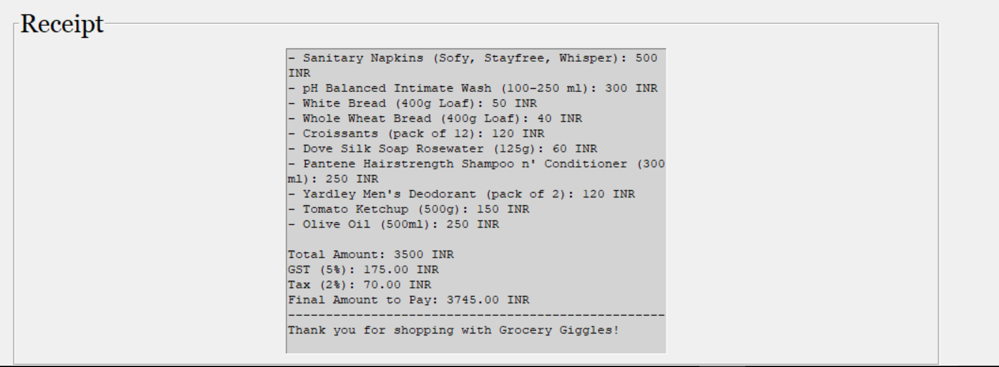 Receipt
- Sanitary Napkins (Sofy, Stayfree, Whisper): 500
INR
- pH Balanced Intimate Wash (100-250 ml): 300 INR
- White Bread (400g Loaf): 50 INR
- Whole Wheat Bread (400g Loaf): 40 INR
- Croissants (pack of 12): 120 INR
- Dove Silk Soap Rosewater (125g): 60 INR
- Pantene Hairstrength Shampoo n' Conditioner (300
ml): 250 INR
- Yardley Men's Deodorant (pack of 2): 120 INR
- Tomato Ketchup (500g): 150 INR
- Olive Oil (500ml): 250 INR
Total Amount: 3500 INR
GST (5%): 175.00 INR
Tax (2%): 70.00 INR
Final Amount to Pay: 3745.00 INR
--------------------------------------------------
Thank you for shopping with Grocery Giggles!